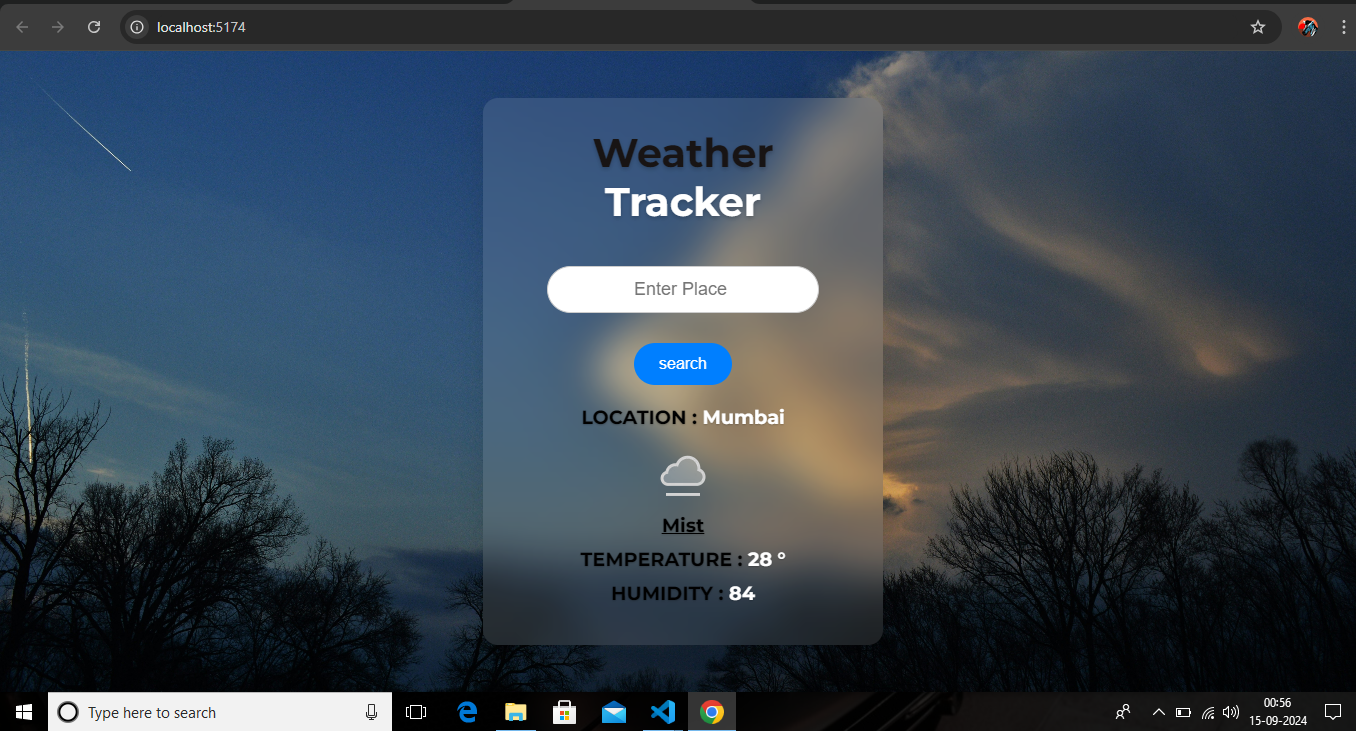 localhost:5174
Weather
Tracker
Enter Place
search
LOCATION : Mumbai
Mist
TEMPERATURE : 28 °
HUMIDITY : 84
Type here to search
00:56
15-09-2024